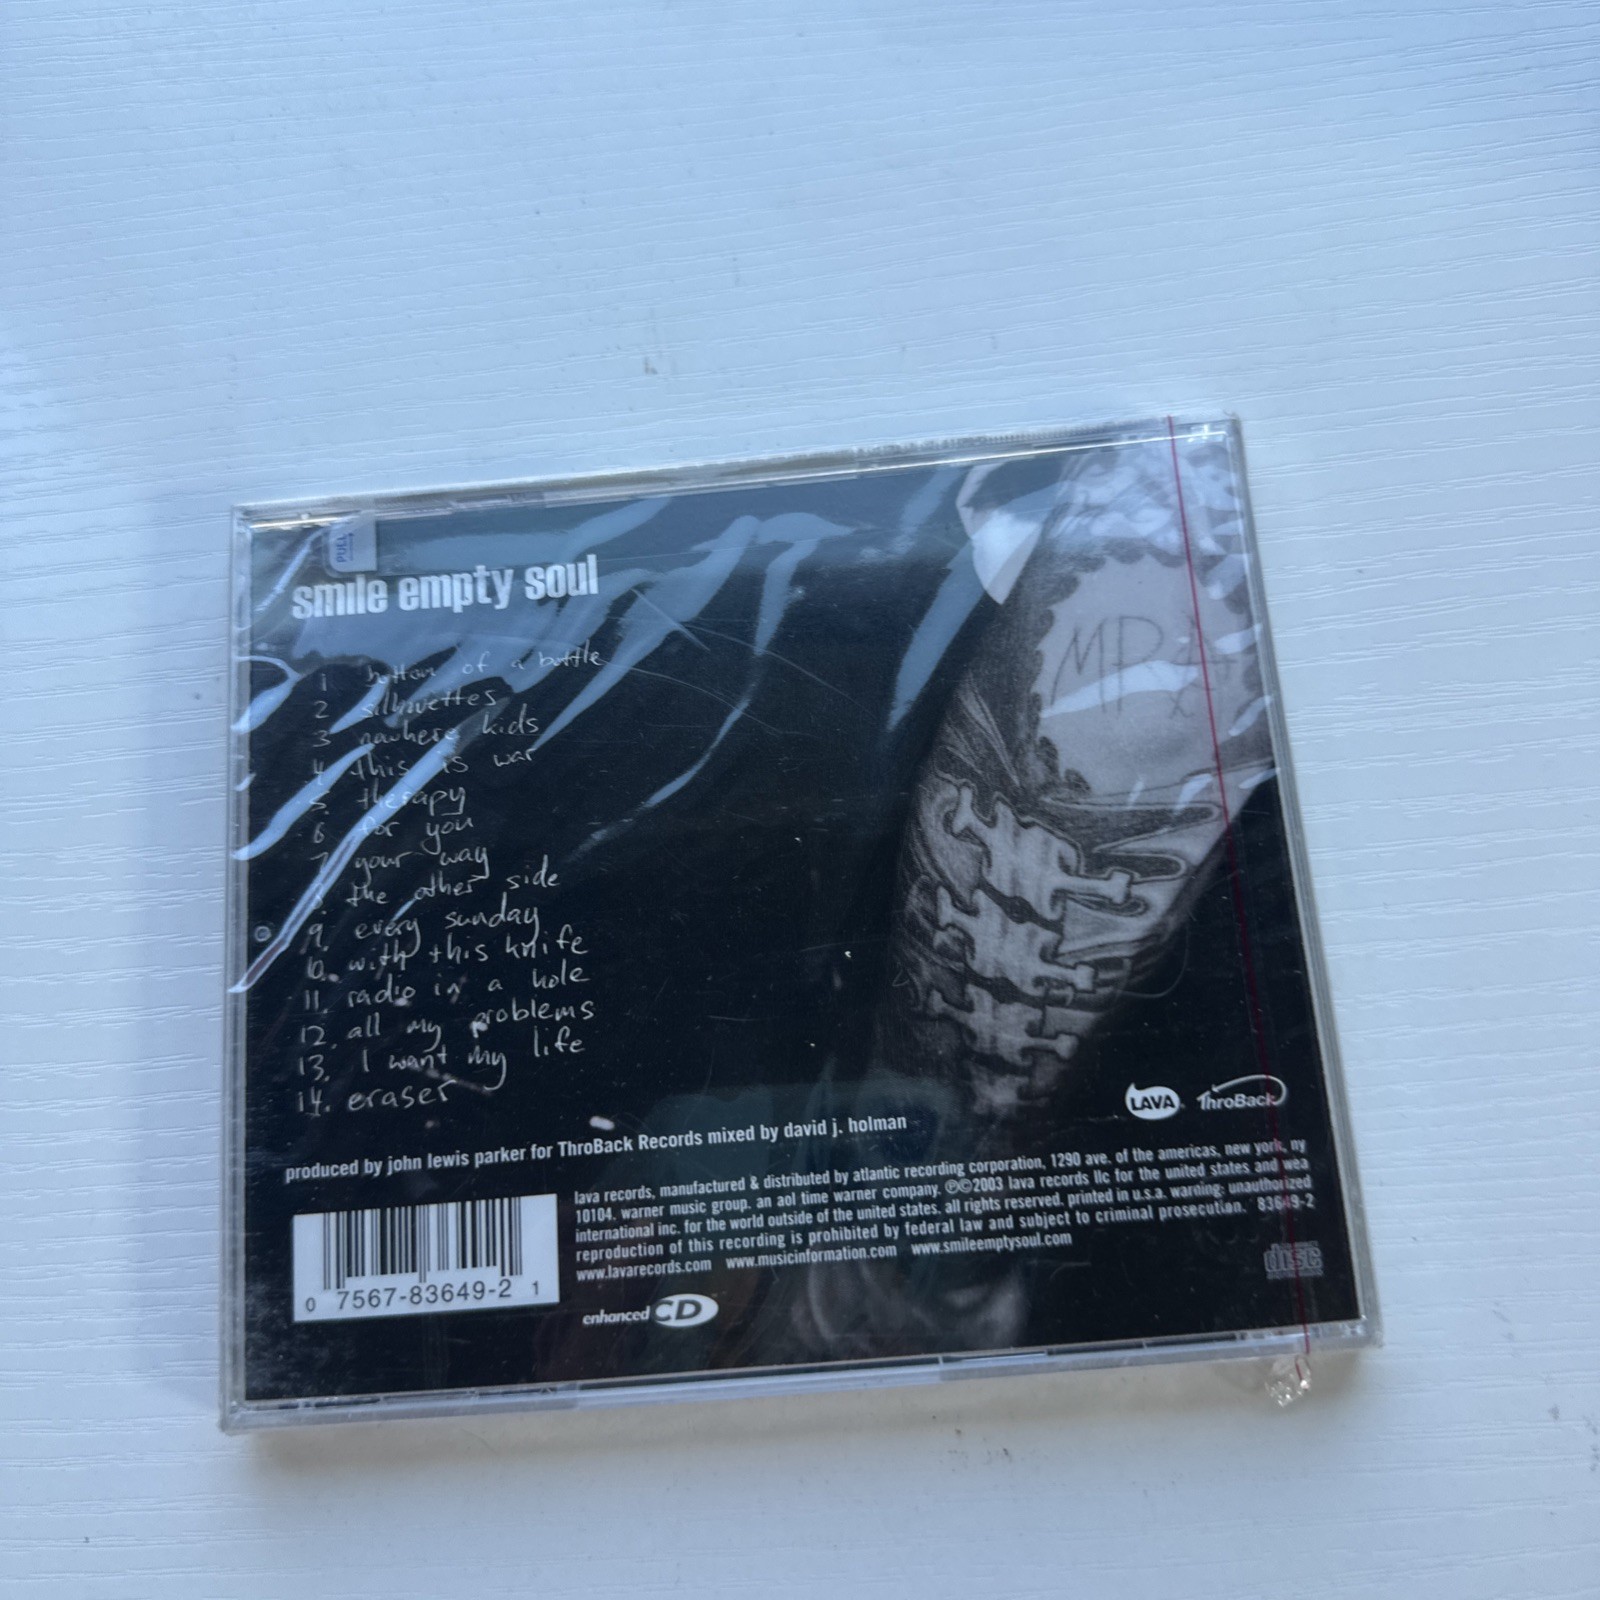 PULL
smile empty soul
1 bottom of a bottle
2 silhouettes
3 nowhere kids
4 this is war
5. therapy
6 for you
7 your way
8. the other side
9. every sunday
10. with this knife
11. radio in a hole
12. all my problems
13. I want my life
14. eraser
MP
LAVA ThroBack
produced by john lewis parker for ThroBack Records mixed by david j. holman
lava records, manufactured & distributed by atlantic recording corporation, 1290 ave. of the americas, new york, ny
10104. warner music group. an aol time warner company. ℗©2003 lava records llc for the united states and wea
international inc. for the world outside of the united states. all rights reserved. printed in u.s.a. warning: unauthorized
reproduction of this recording is prohibited by federal law and subject to criminal prosecution. 83649-2
www.lavarecords.com www.musicinformation.com www.smileemptysoul.com
0 7567-83649-2 1
enhanced CD
disc